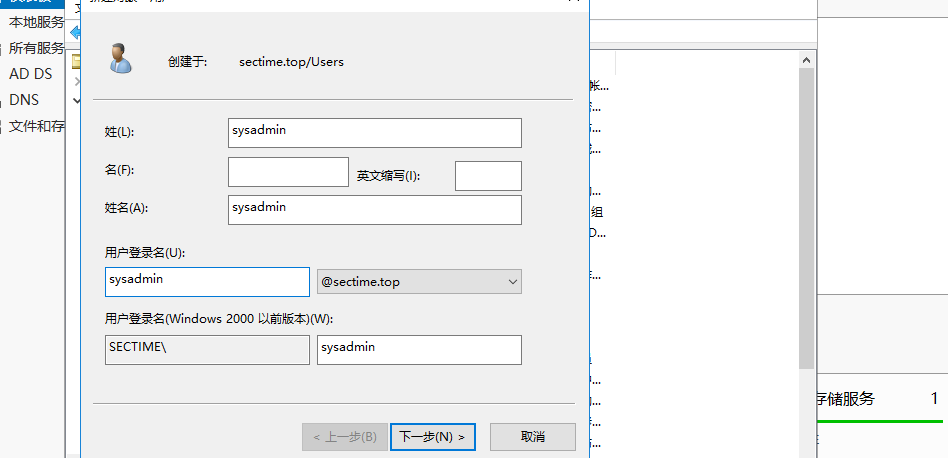 本地服务
所有服务
AD DS
DNS
文件和存
创建于: sectime.top/Users
姓(L): sysadmin
名(F): 英文缩写(I):
姓名(A): sysadmin
用户登录名(U):
sysadmin @sectime.top
用户登录名(Windows 2000 以前版本)(W):
SECTIME\ sysadmin
< 上一步(B) 下一步(N) > 取消
帐...
组
D...
存储服务 1